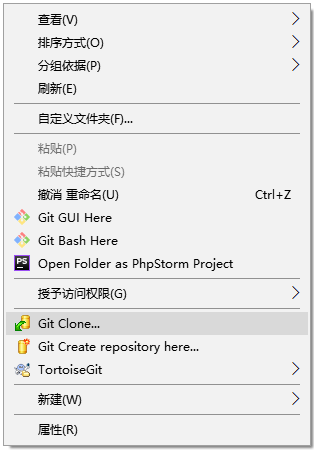 查看(V)
排序方式(O)
分组依据(P)
刷新(E)
自定义文件夹(F)...
粘贴(P)
粘贴快捷方式(S)
撤消 重命名(U) Ctrl+Z
Git GUI Here
Git Bash Here
PS Open Folder as PhpStorm Project
授予访问权限(G)
Git Clone...
Git Create repository here...
TortoiseGit
新建(W)
属性(R)